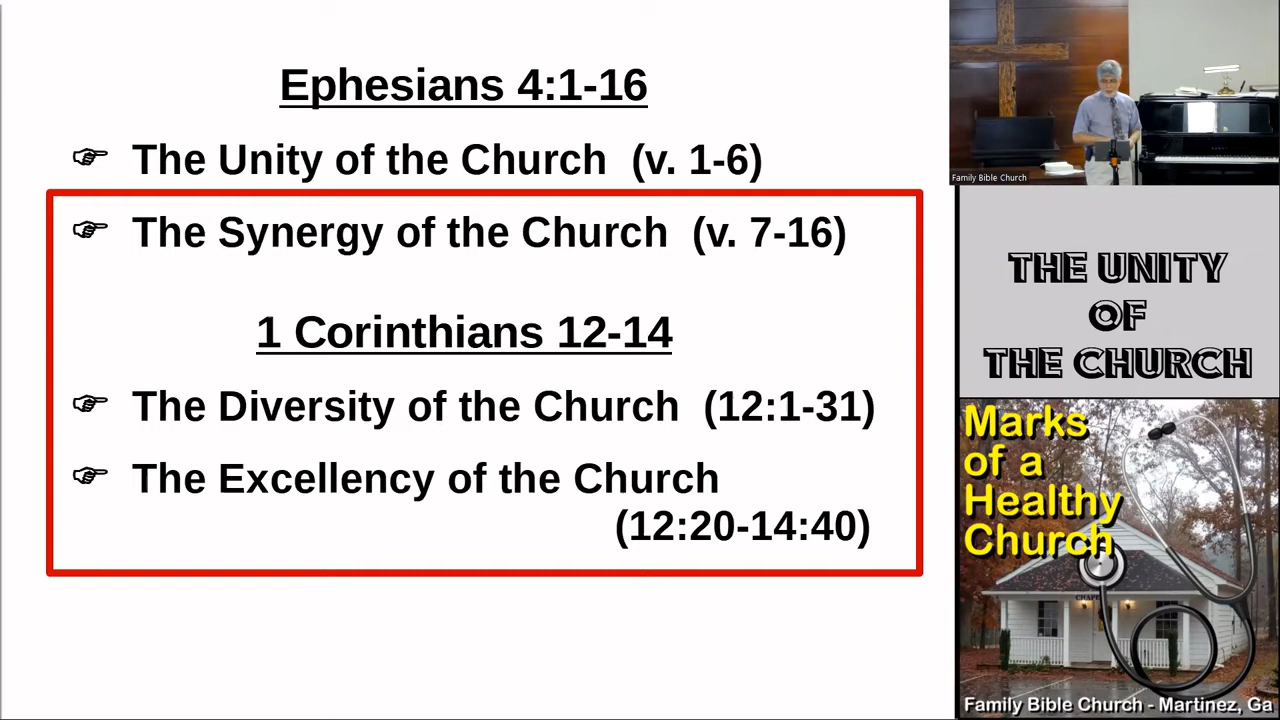 Ephesians 4:1-16
☞ The Unity of the Church (v. 1-6)
☞ The Synergy of the Church (v. 7-16)
1 Corinthians 12-14
☞ The Diversity of the Church (12:1-31)
☞ The Excellency of the Church
(12:20-14:40)
Family Bible Church
THE UNITY
OF
THE CHURCH
Marks
of a
Healthy
Church
CHAPEL
Family Bible Church - Martinez, Ga